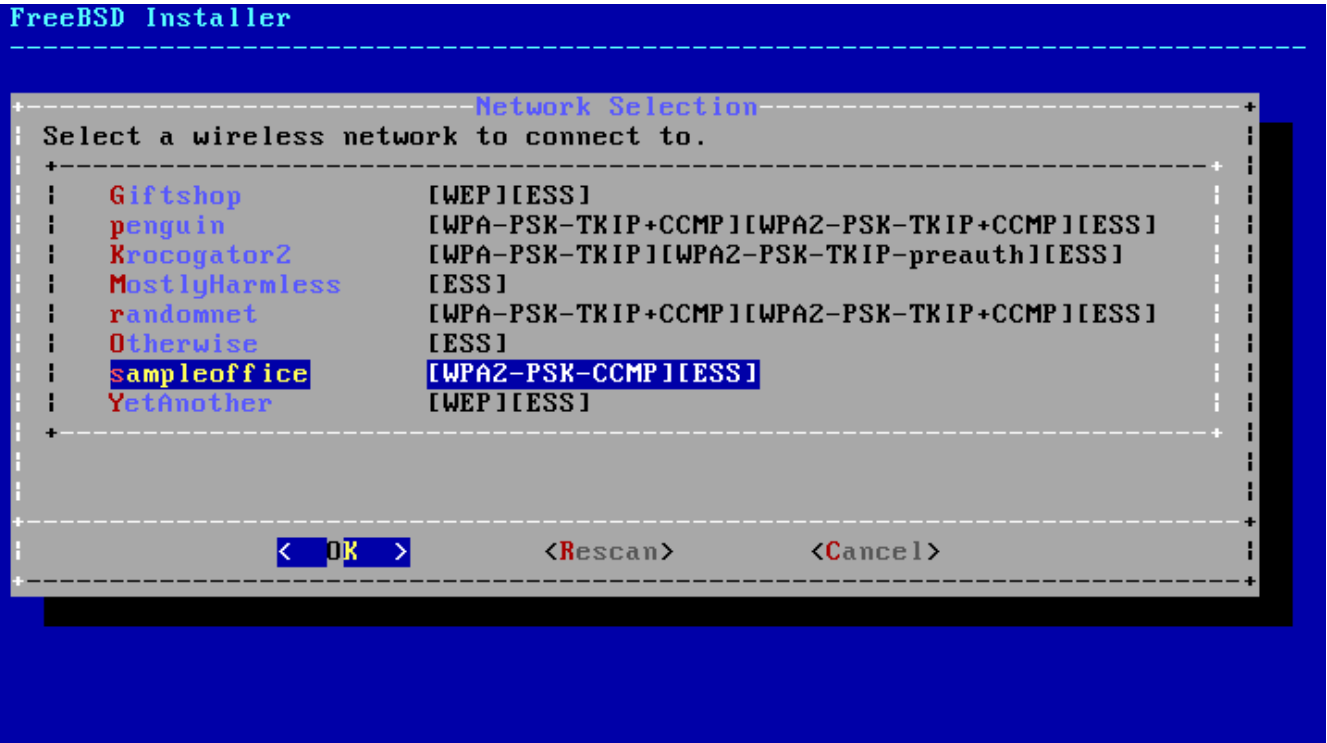 FreeBSD Installer
Network Selection
Select a wireless network to connect to.
Giftshop [WEP][ESS]
penguin [WPA-PSK-TKIP+CCMP][WPA2-PSK-TKIP+CCMP][ESS]
Krocogator2 [WPA-PSK-TKIP][WPA2-PSK-TKIP-preauth][ESS]
MostlyHarmless [ESS]
randomnet [WPA-PSK-TKIP+CCMP][WPA2-PSK-TKIP+CCMP][ESS]
Otherwise [ESS]
sampleoffice [WPA2-PSK-CCMP][ESS]
YetAnother [WEP][ESS]
< OK > <Rescan> <Cancel>